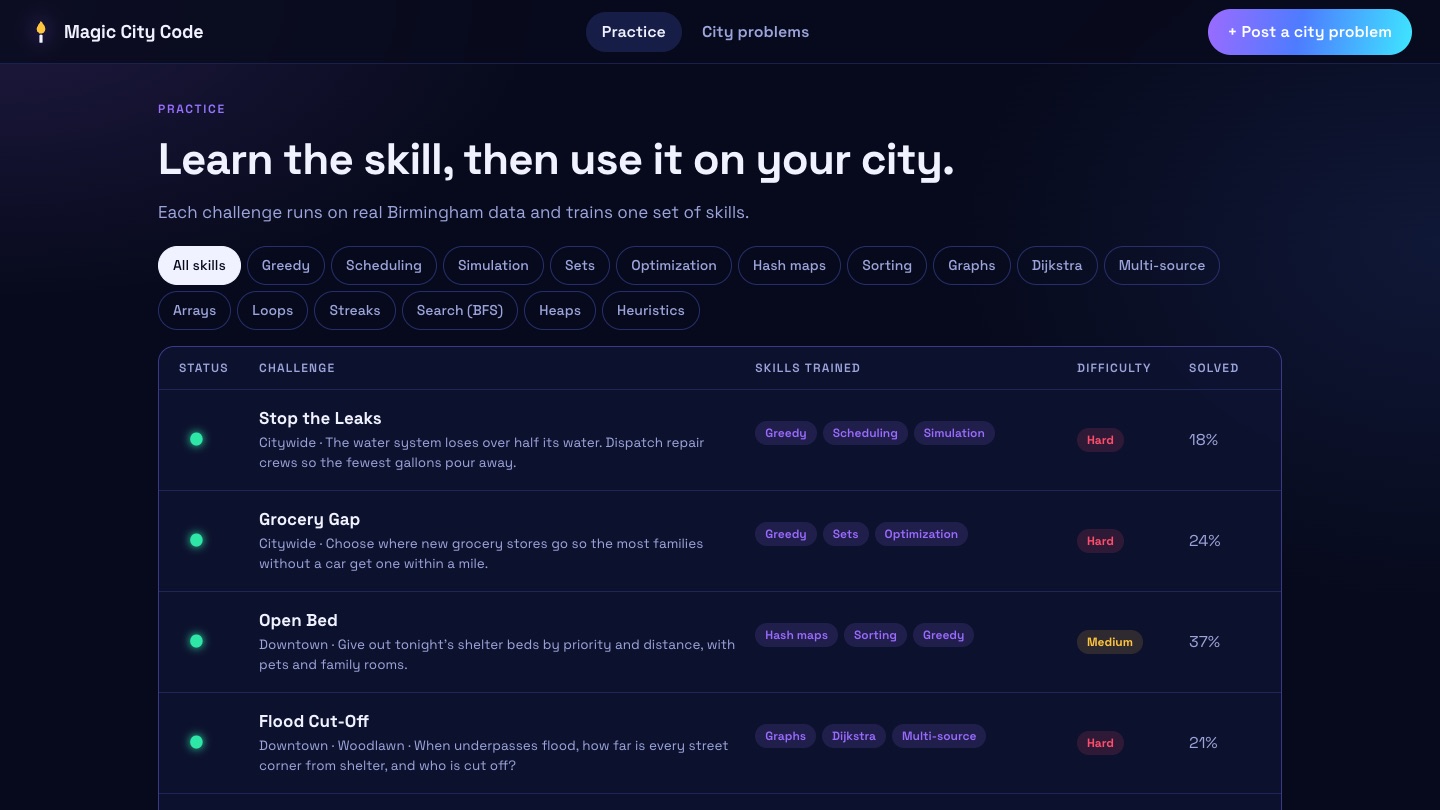 Magic City Code
Practice
City problems
+ Post a city problem
PRACTICE
Learn the skill, then use it on your city.
Each challenge runs on real Birmingham data and trains one set of skills.
All skills
Greedy
Scheduling
Simulation
Sets
Optimization
Hash maps
Sorting
Graphs
Dijkstra
Multi-source
Arrays
Loops
Streaks
Search (BFS)
Heaps
Heuristics
STATUS
CHALLENGE
SKILLS TRAINED
DIFFICULTY
SOLVED
Stop the Leaks
Citywide · The water system loses over half its water. Dispatch repair
crews so the fewest gallons pour away.
Greedy
Scheduling
Simulation
Hard
18%
Grocery Gap
Citywide · Choose where new grocery stores go so the most families
without a car get one within a mile.
Greedy
Sets
Optimization
Hard
24%
Open Bed
Downtown · Give out tonight's shelter beds by priority and distance, with
pets and family rooms.
Hash maps
Sorting
Greedy
Medium
37%
Flood Cut-Off
Downtown · Woodlawn · When underpasses flood, how far is every street
corner from shelter, and who is cut off?
Graphs
Dijkstra
Multi-source
Hard
21%